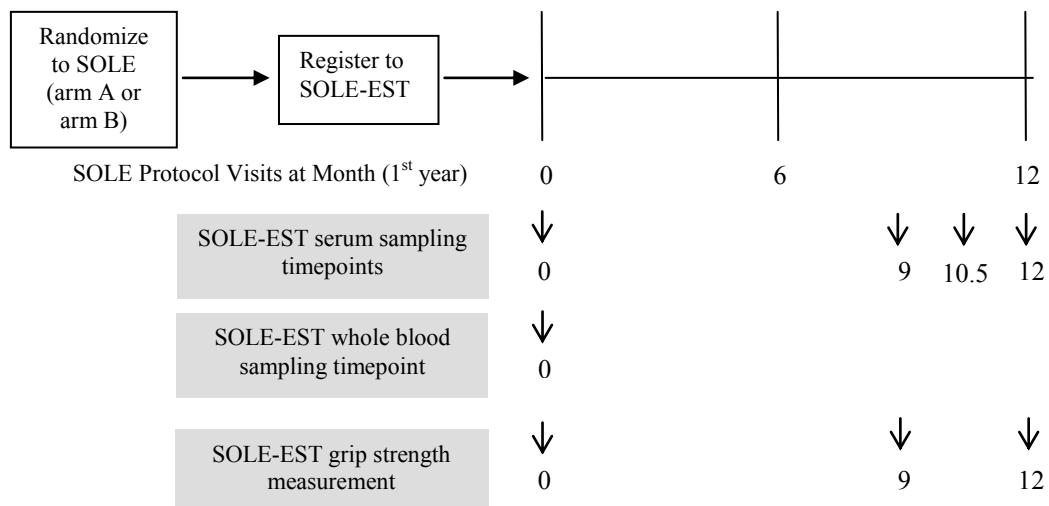 Randomize
to SOLE
(arm A or
arm B)
Register to
SOLE-EST
SOLE Protocol Visits at Month (1st year)
0 6 12
SOLE-EST serum sampling
timepoints
0 9 10.5 12
SOLE-EST whole blood
sampling timepoint
0
SOLE-EST grip strength
measurement
0 9 12